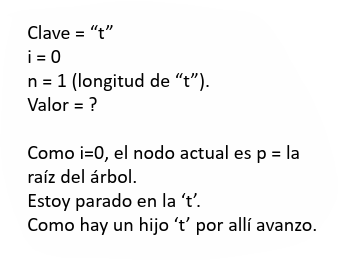 Clave = “t”
i = 0
n = 1 (longitud de “t”).
Valor = ?
Como i=0, el nodo actual es p = la
raíz del árbol.
Estoy parado en la ‘t’.
Como hay un hijo ‘t’ por allí avanzo.